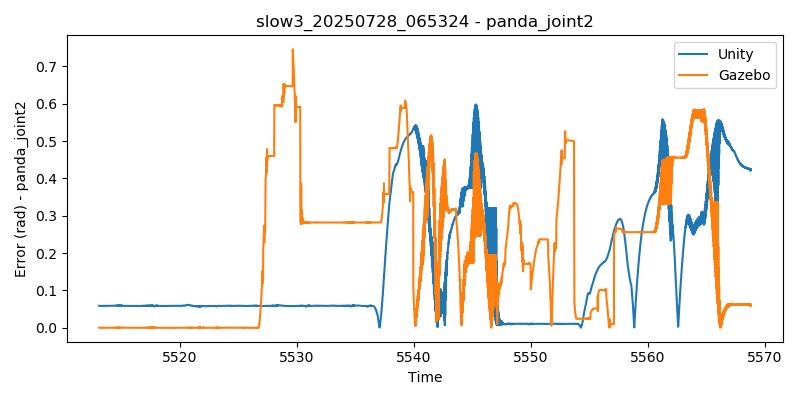 slow3_20250728_065324 - panda_joint2
Unity
Gazebo
Error (rad) - panda_joint2
0.7
0.6
0.5
0.4
0.3
0.2
0.1
0.0
5520
5530
5540
5550
5560
5570
Time